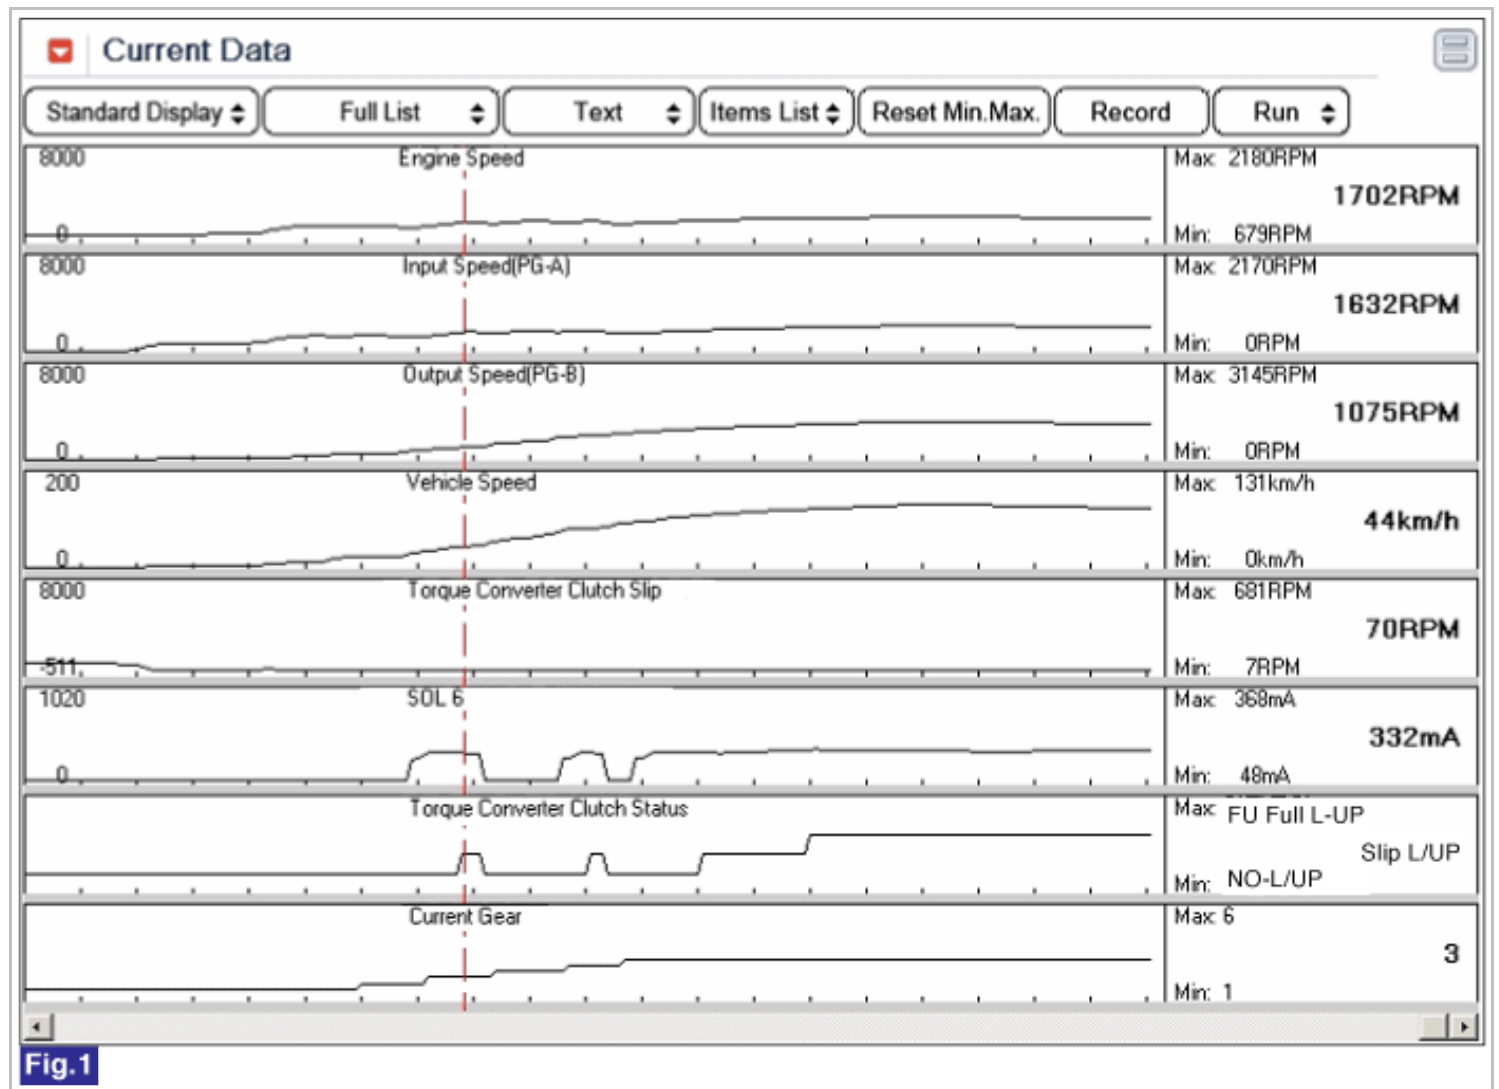 Current Data
Standard Display Full List Text Items List Reset Min.Max. Record Run
8000 Engine Speed Max: 2180RPM
1702RPM
0 Min: 679RPM
8000 Input Speed(PG-A) Max: 2170RPM
1632RPM
0 Min: 0RPM
8000 Output Speed(PG-B) Max: 3145RPM
1075RPM
0 Min: 0RPM
200 Vehicle Speed Max: 131km/h
44km/h
0 Min: 0km/h
8000 Torque Converter Clutch Slip Max: 681RPM
70RPM
-511 Min: 7RPM
1020 SOL 6 Max: 368mA
332mA
0 Min: 48mA
Torque Converter Clutch Status Max: FU Full L-UP
Slip L/UP
Min: NO-L/UP
Current Gear Max: 6
3
Min: 1
Fig.1